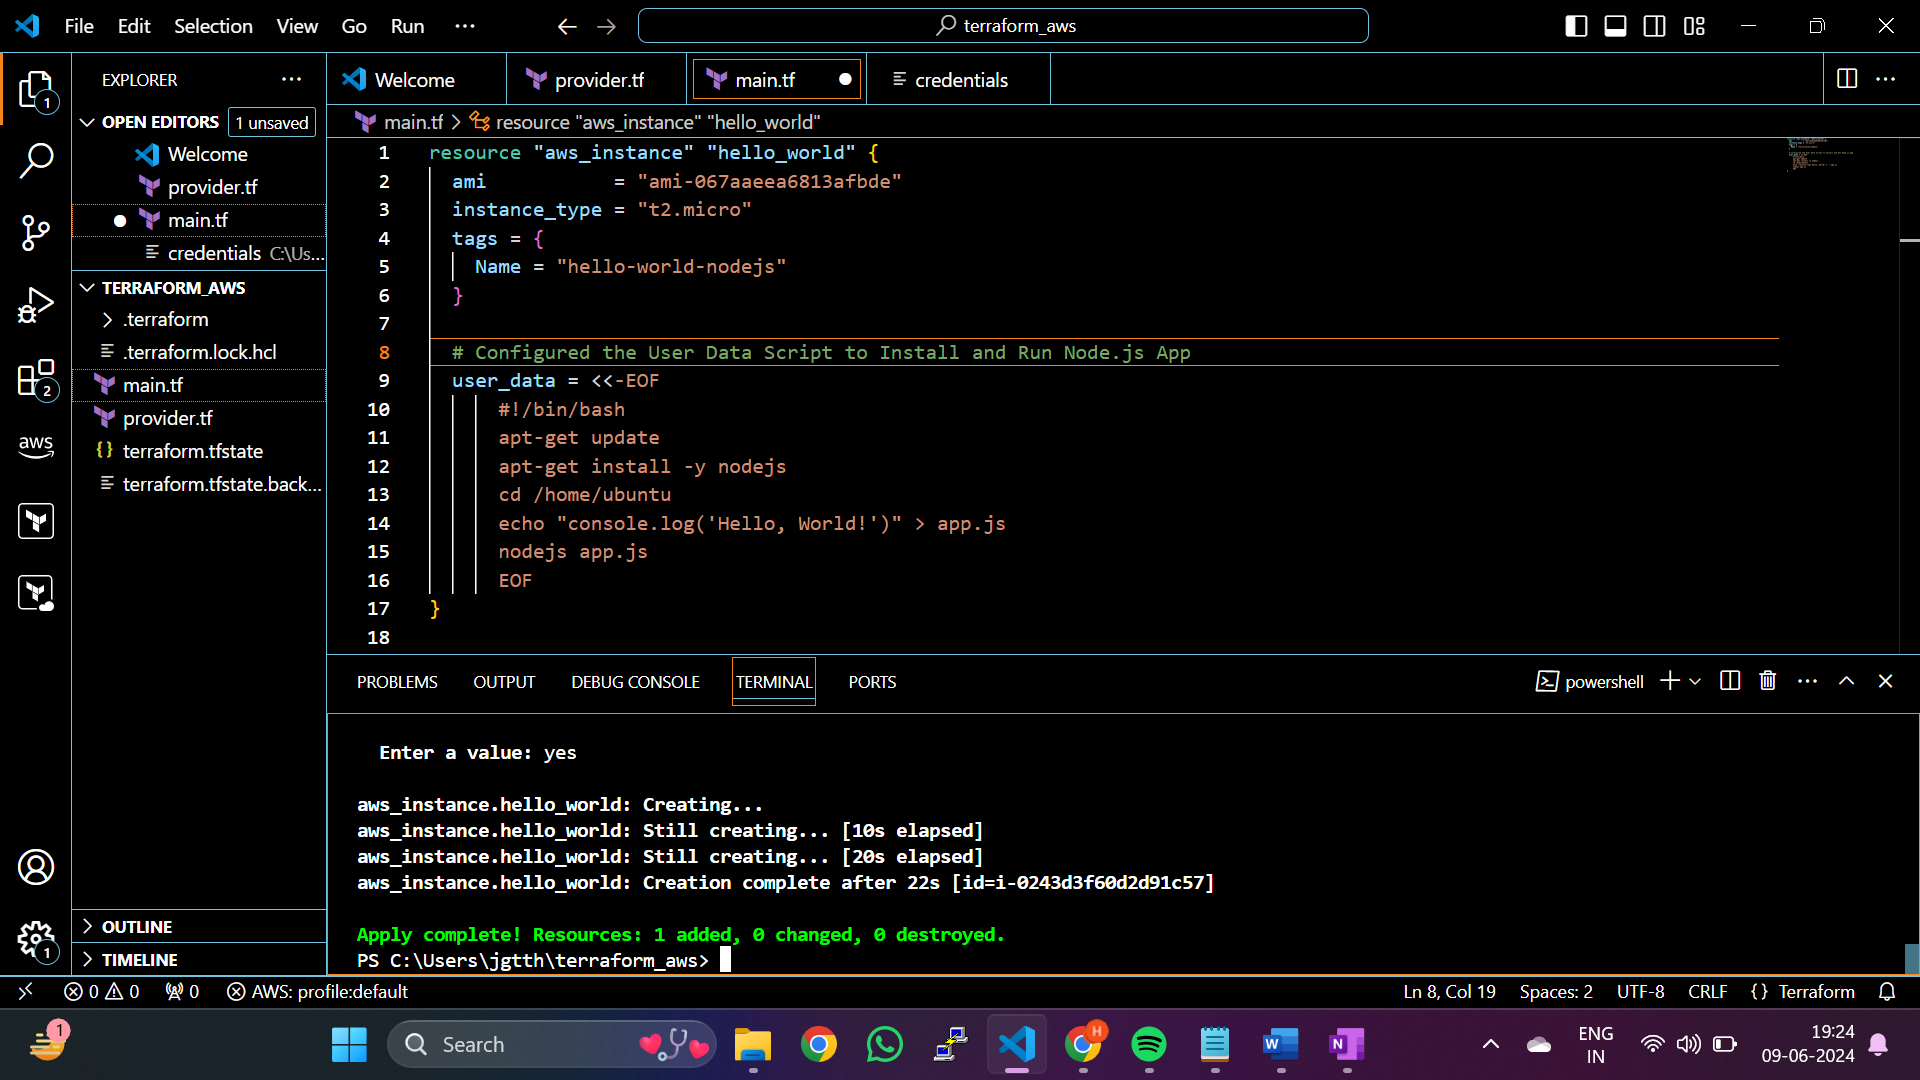 File Edit Selection View Go Run ···
terraform_aws
EXPLORER
OPEN EDITORS 1 unsaved
Welcome
provider.tf
main.tf
credentials C:\Us...
TERRAFORM_AWS
.terraform
.terraform.lock.hcl
main.tf
provider.tf
{} terraform.tfstate
terraform.tfstate.back...
OUTLINE
TIMELINE
1
2
aws
1
Welcome provider.tf main.tf credentials
main.tf > resource "aws_instance" "hello_world"
1 resource "aws_instance" "hello_world" {
2 ami = "ami-067aaeea6813afbde"
3 instance_type = "t2.micro"
4 tags = {
5 Name = "hello-world-nodejs"
6 }
7
8 # Configured the User Data Script to Install and Run Node.js App
9 user_data = <<-EOF
10 #!/bin/bash
11 apt-get update
12 apt-get install -y nodejs
13 cd /home/ubuntu
14 echo "console.log('Hello, World!')" > app.js
15 nodejs app.js
16 EOF
17 }
18
PROBLEMS OUTPUT DEBUG CONSOLE TERMINAL PORTS powershell
Enter a value: yes
aws_instance.hello_world: Creating...
aws_instance.hello_world: Still creating... [10s elapsed]
aws_instance.hello_world: Still creating... [20s elapsed]
aws_instance.hello_world: Creation complete after 22s [id=i-0243d3f60d2d91c57]
Apply complete! Resources: 1 added, 0 changed, 0 destroyed.
PS C:\Users\jgtth\terraform_aws>
0 0 0 AWS: profile:default Ln 8, Col 19 Spaces: 2 UTF-8 CRLF {} Terraform
1
Search
H
W
N
ENG
IN
19:24
09-06-2024